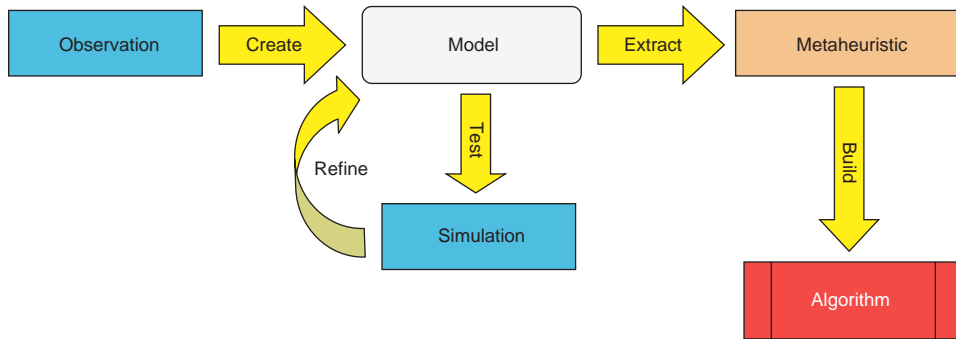 Observation
Create
Model
Extract
Metaheuristic
Test
Build
Refine
Simulation
Algorithm